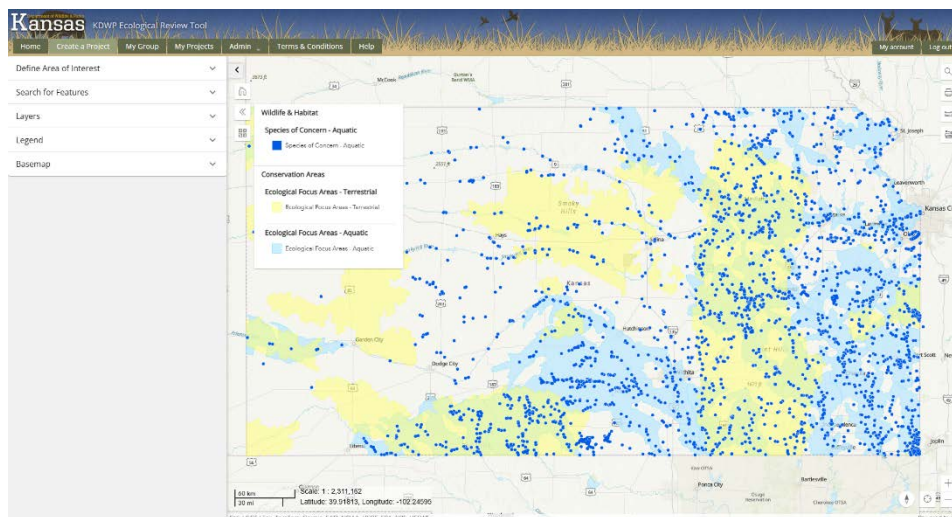 Kansas
KDWP Ecological Review Tool
Home
Create a Project
My Group
My Projects
Admin
Terms & Conditions
Help
My account
Log out
Define Area of Interest
Search for Features
Layers
Legend
Basemap
Wildlife & Habitat
Species of Concern - Aquatic
Species of Concern - Aquatic
Conservation Areas
Ecological Focus Areas - Terrestrial
Ecological Focus Areas - Terrestrial
Ecological Focus Areas - Aquatic
Ecological Focus Areas - Aquatic
McCook
St. Joseph
Leavenworth
Kansas C
Smoky
Hills
Hays
Kansas
Hutchinson
Garden City
Dodge City
Fort Scott
Joplin
Ponca City
Bartlesville
60 km
30 mi
Scale: 1 : 2,311,162
Latitude: 39.91813, Longitude: -102.24595